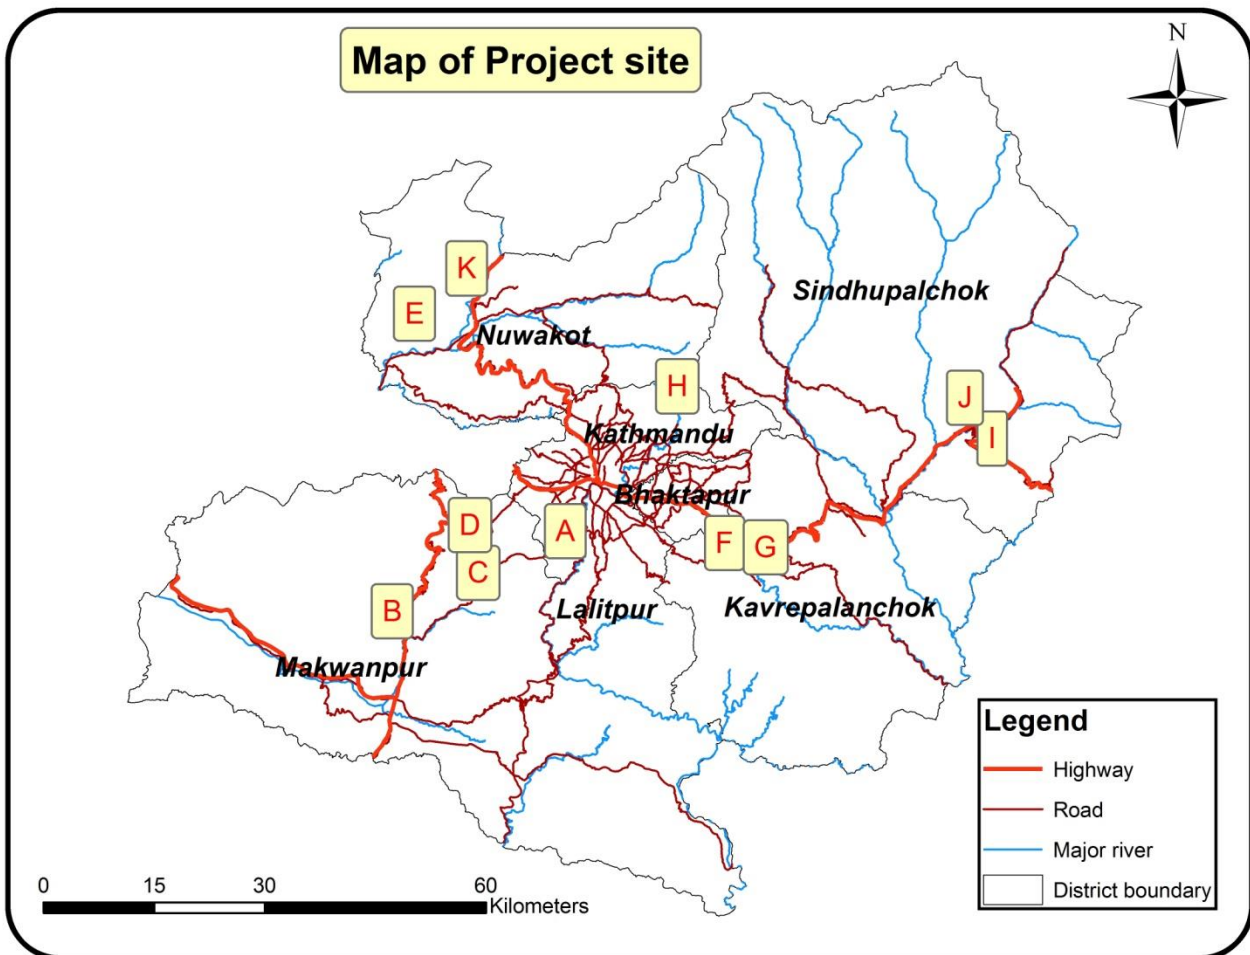 Map of Project site
N
K
Sindhupalchok
E
Nuwakot
H
J
Kathmandu
I
Bhaktapur
D
A
F
G
C
B
Lalitpur
Kavrepalanchok
Makwanpur
Legend
Highway
Road
Major river
District boundary
0 15 30 60
Kilometers